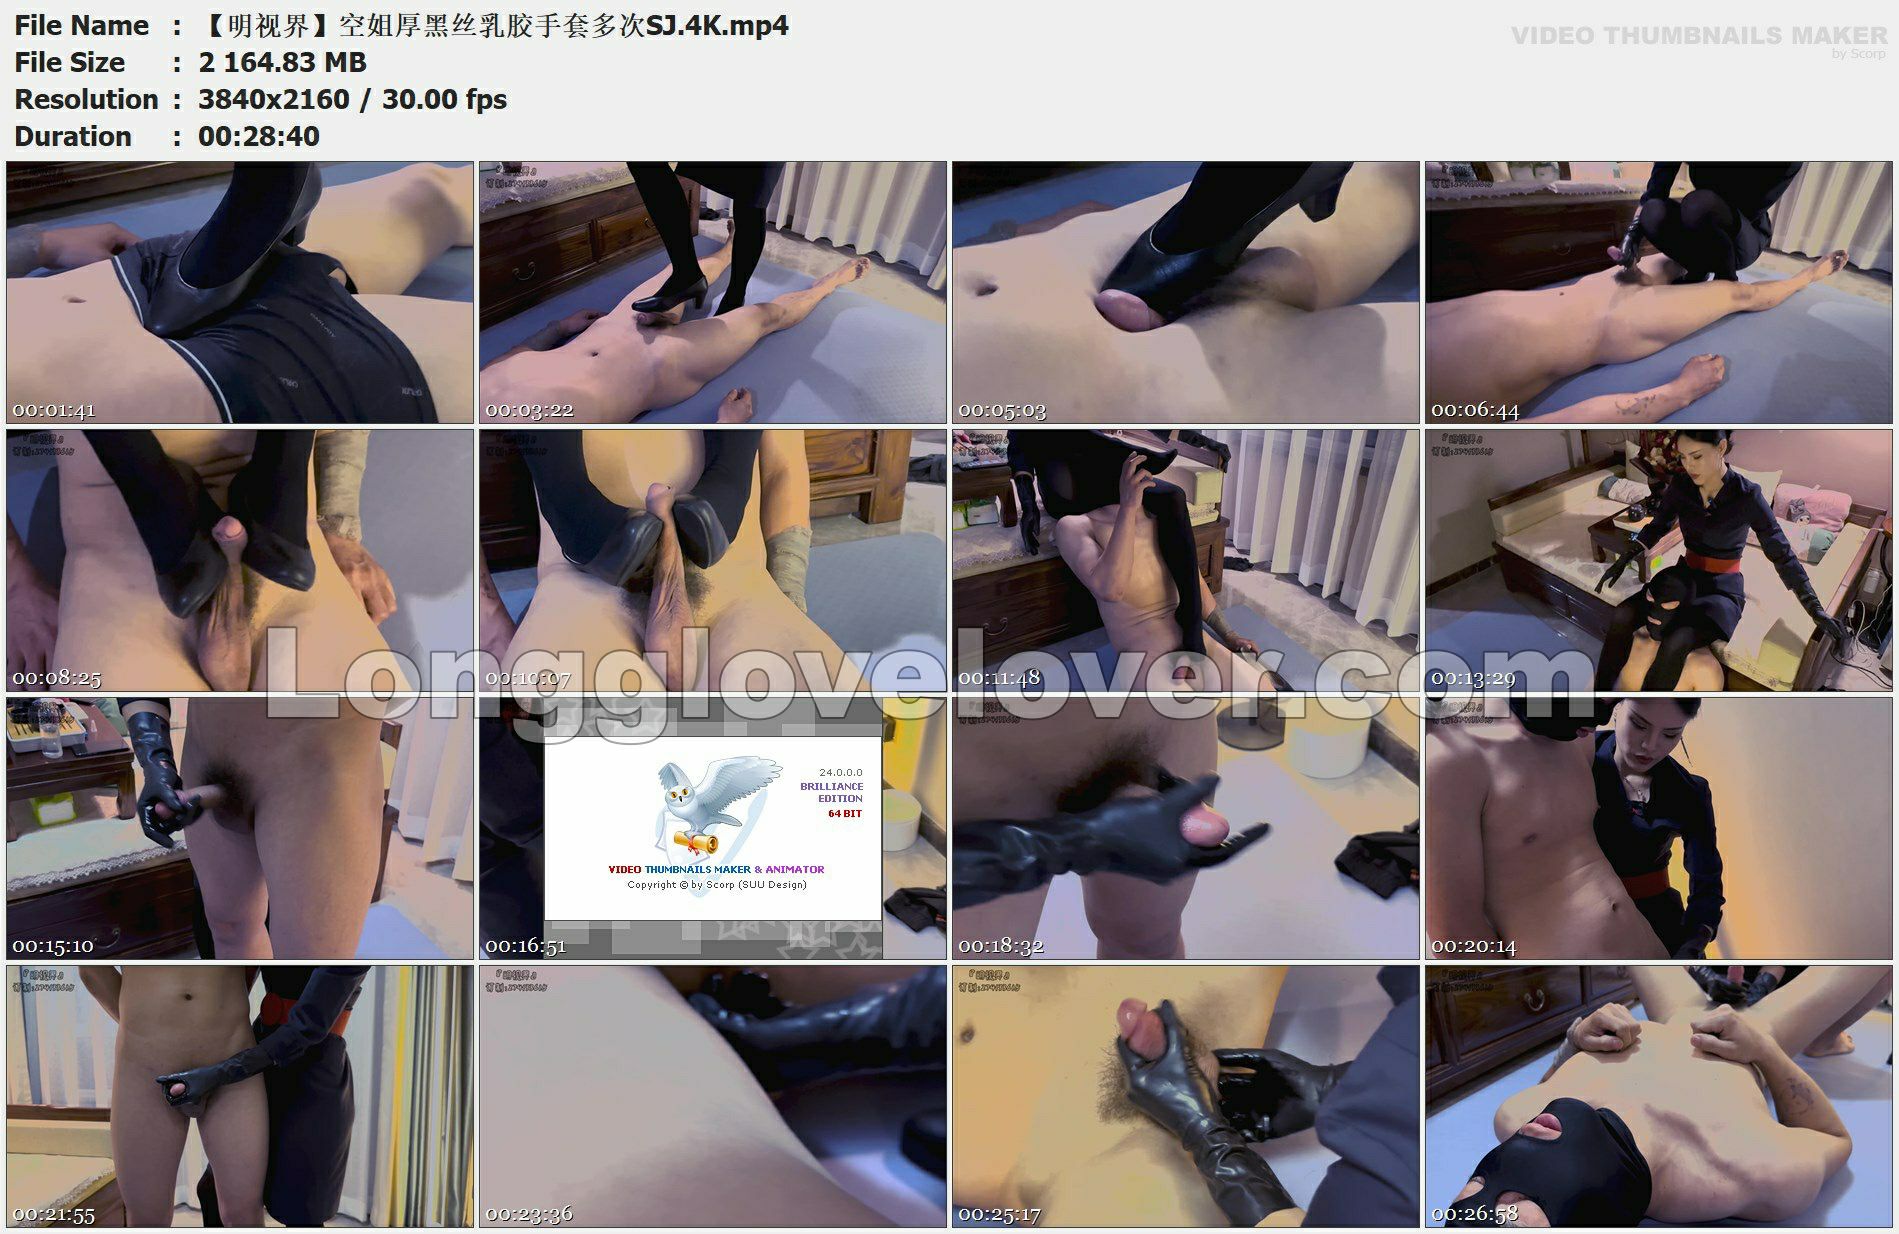 File Name : 【明视界】空姐厚黑丝乳胶手套多次SJ.4K.mp4
VIDEO THUMBNAILS MAKER
by Scorp
File Size : 2 164.83 MB
Resolution : 3840x2160 / 30.00 fps
Duration : 00:28:40
00:01:41
00:03:22
00:05:03
00:06:44
00:08:25
00:10:07
00:11:48
00:13:29
Longglovelover.com
24.0.0.0
BRILLIANCE
EDITION
64 BIT
VIDEO THUMBNAILS MAKER & ANIMATOR
Copyright © by Scorp (SUU Design)
00:15:10
00:16:51
00:18:32
00:20:14
00:21:55
00:23:36
00:25:17
00:26:58